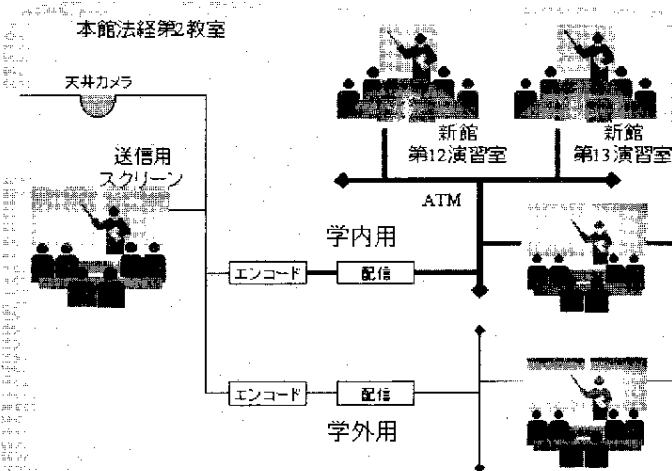 本館法経第2教室
天井カメラ
送信用
スクリーン
新館
第12演習室
新館
第13演習室
ATM
学内用
エンコード
配信
エンコード
配信
学外用